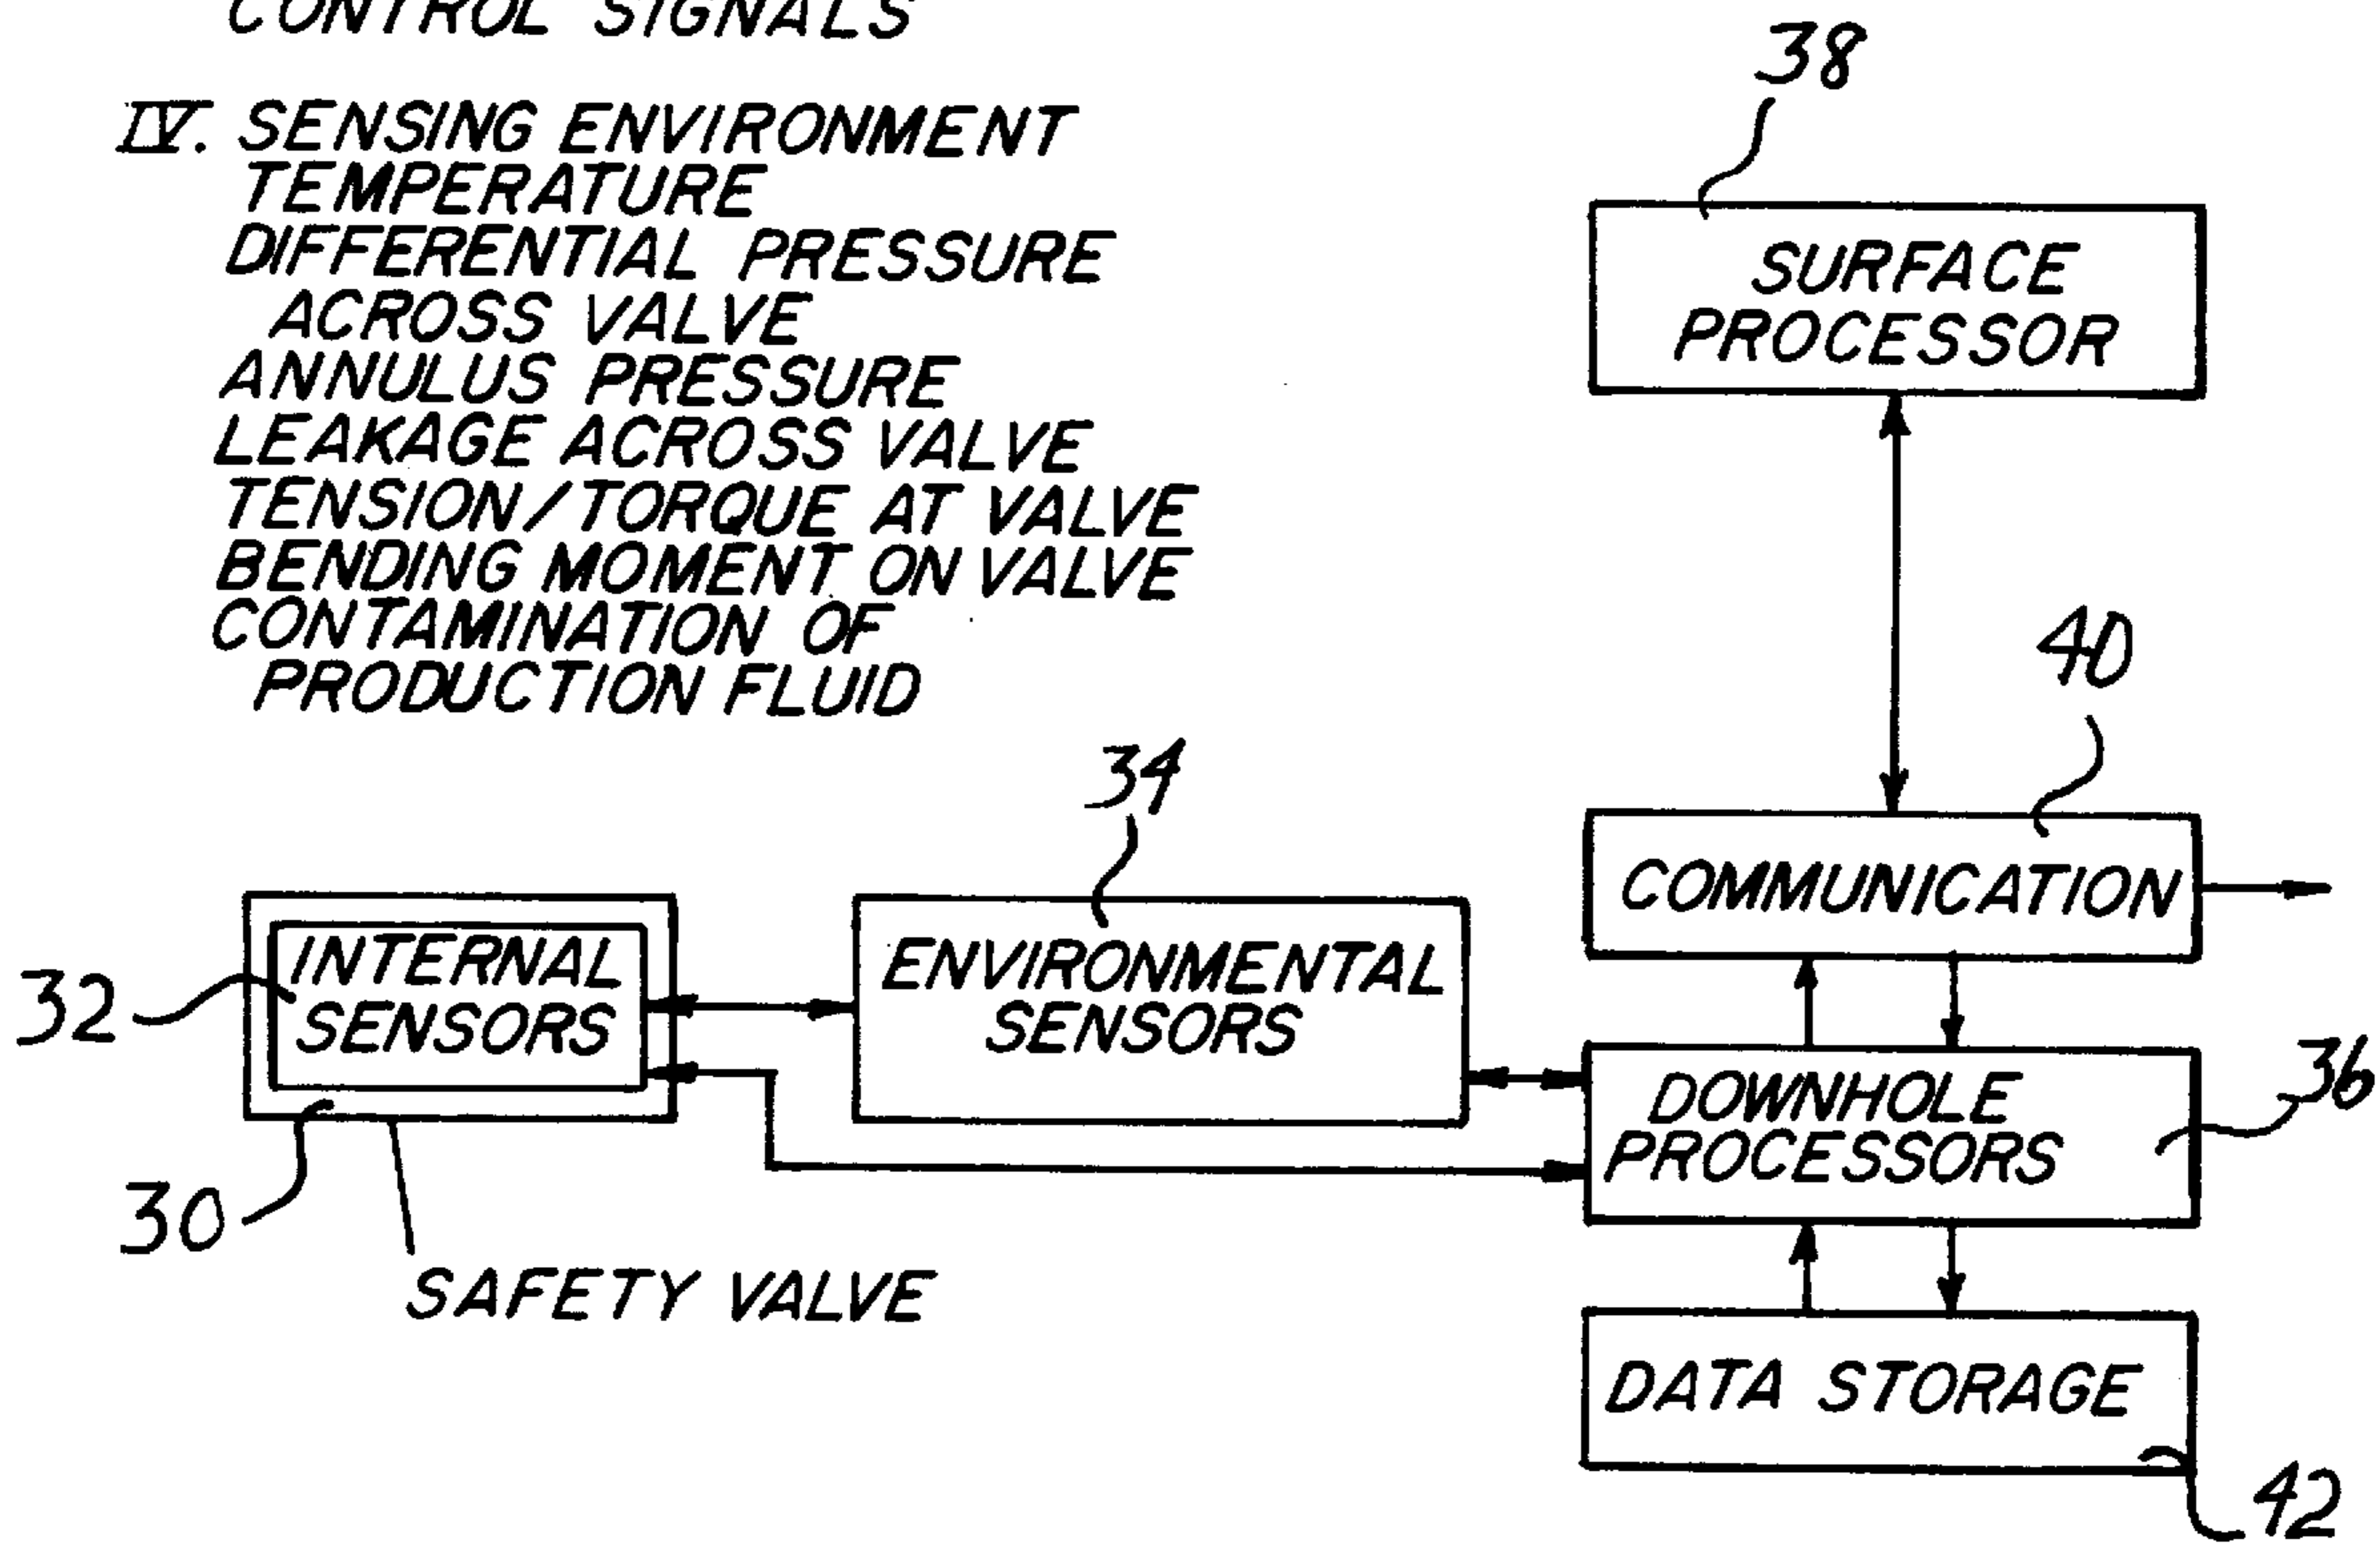 CONTROL SIGNALS
IV. SENSING ENVIRONMENT
TEMPERATURE
DIFFERENTIAL PRESSURE
ACROSS VALVE
ANNULUS PRESSURE
LEAKAGE ACROSS VALVE
TENSION/TORQUE AT VALVE
BENDING MOMENT ON VALVE
CONTAMINATION OF
PRODUCTION FLUID
38
SURFACE
PROCESSOR
40
COMMUNICATION
34
ENVIRONMENTAL
SENSORS
32
INTERNAL
SENSORS
30
SAFETY VALVE
36
DOWNHOLE
PROCESSORS
DATA STORAGE
42